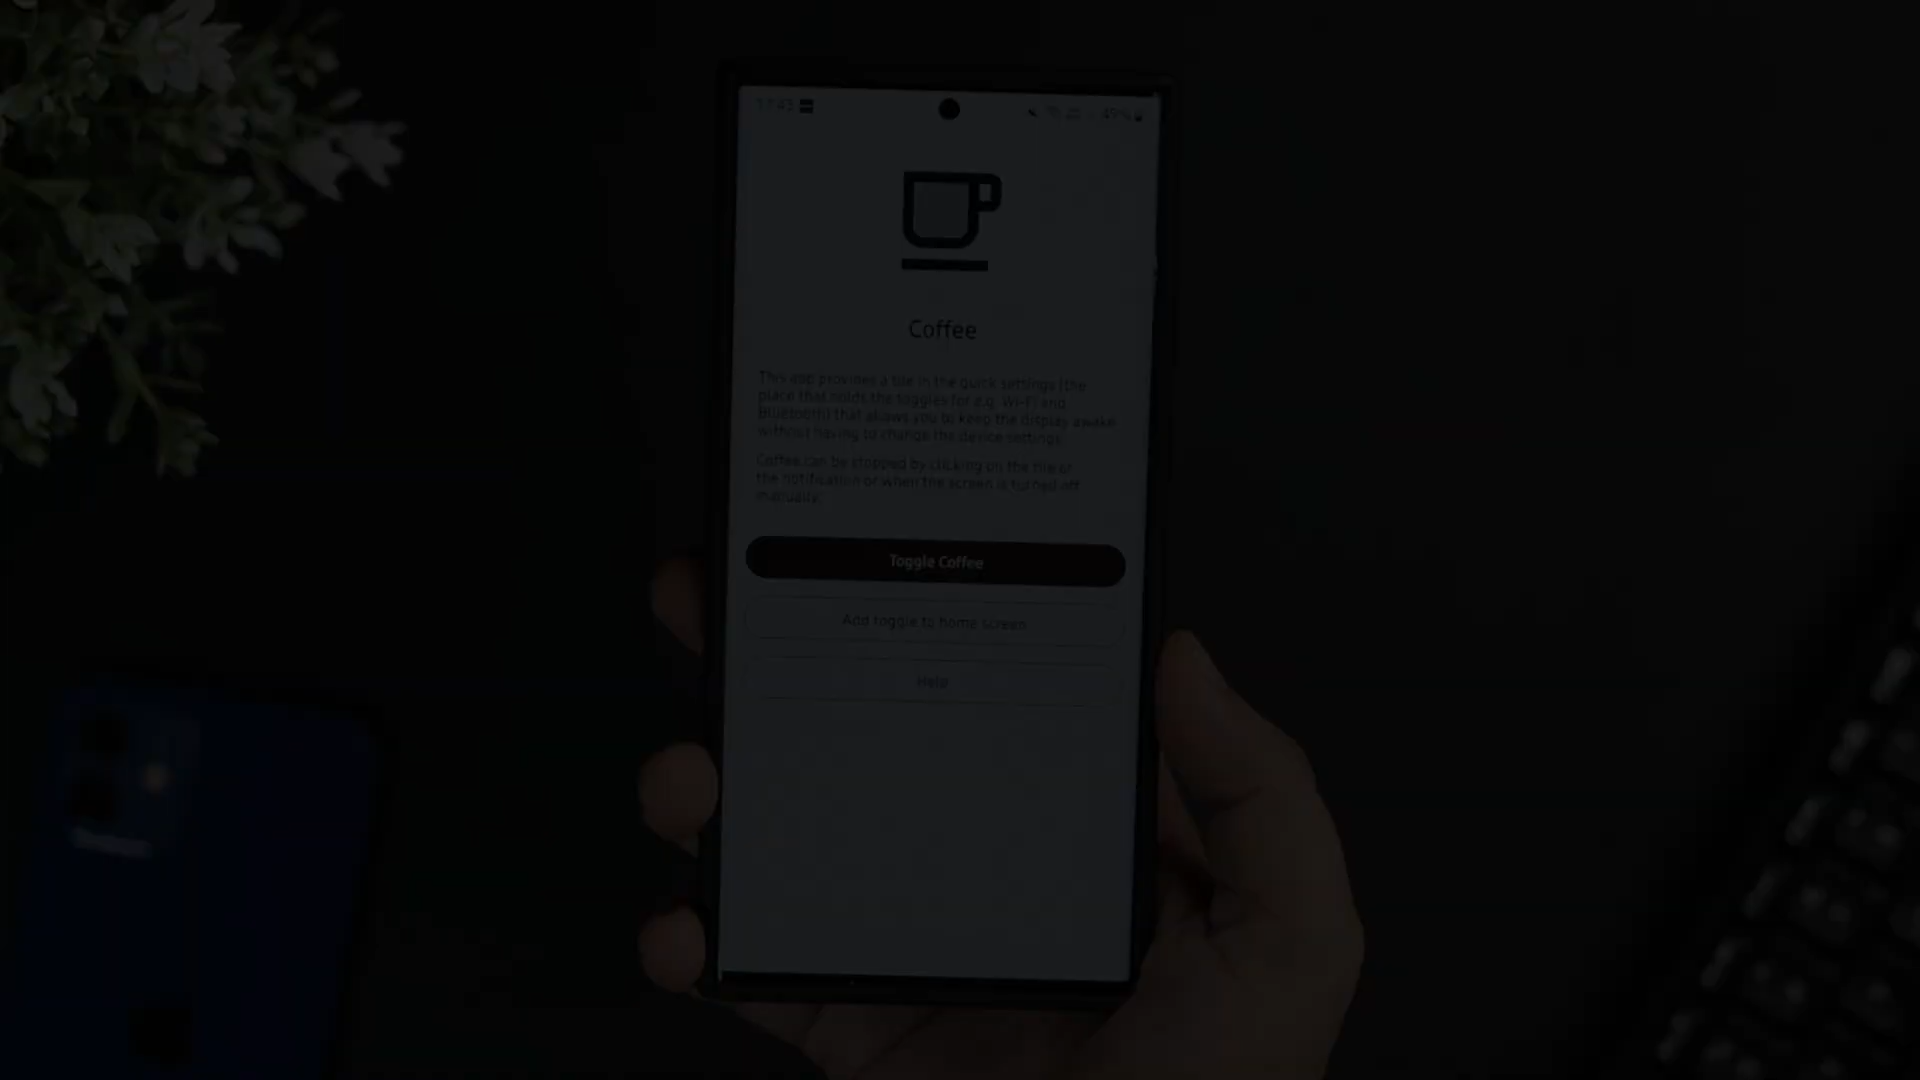 17:43
49%
Coffee
This app provides a tile in the quick settings (the
place that holds the toggles for e.g. Wi-Fi and
Bluetooth) that allows you to keep the display awake
without having to change the device settings.
Coffee can be stopped by clicking on the tile or
the notification or when the screen is turned off
manually.
Toggle Coffee
Add toggle to home screen
Help